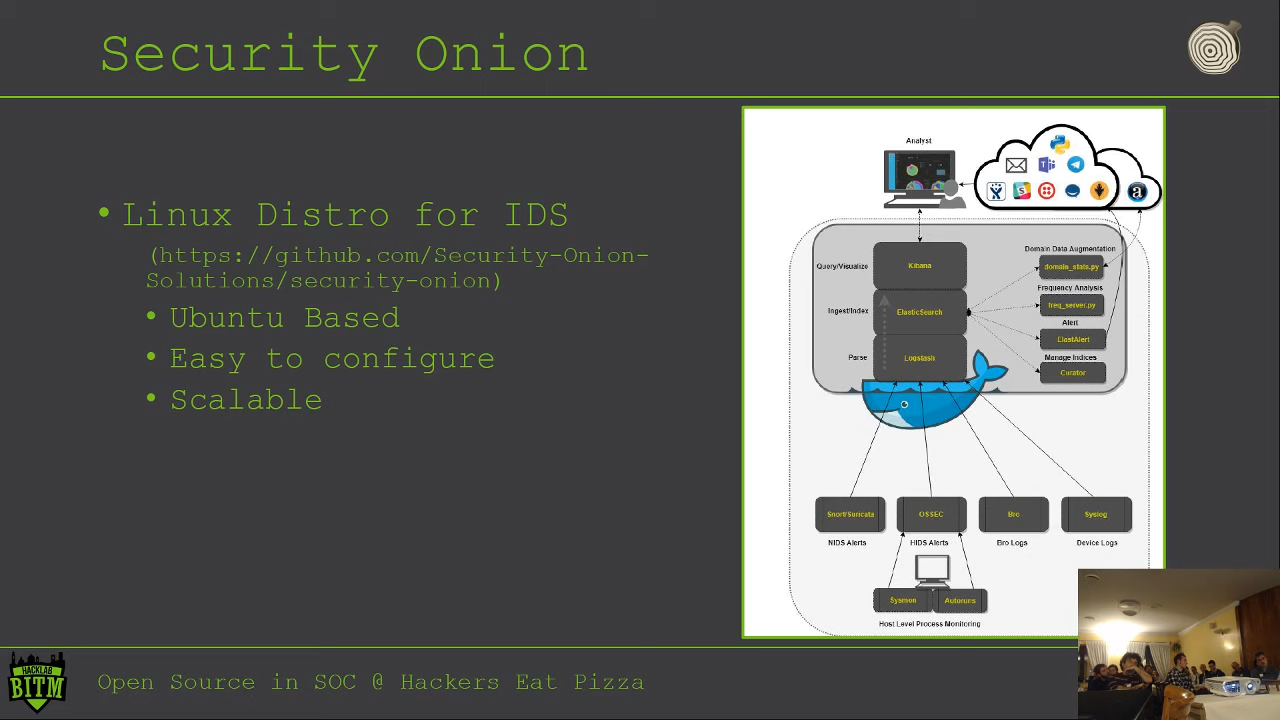 Security Onion
• Linux Distro for IDS
(https://github.com/Security-Onion-
Solutions/security-onion)
• Ubuntu Based
• Easy to configure
• Scalable
Analyst
Query/Visualize
Kibana
Ingest/Index
ElasticSearch
Parse
Logstash
Domain Data Augmentation
domain_stats.py
Frequency Analysis
freq_server.py
Alert
ElastAlert
Manage Indices
Curator
Snort/Suricata
OSSEC
Bro
Syslog
NIDS Alerts
HIDS Alerts
Bro Logs
Device Logs
Sysmon
Autoruns
Host Level Process Monitoring
HACKLAB
BITM
Open Source in SOC @ Hackers Eat Pizza